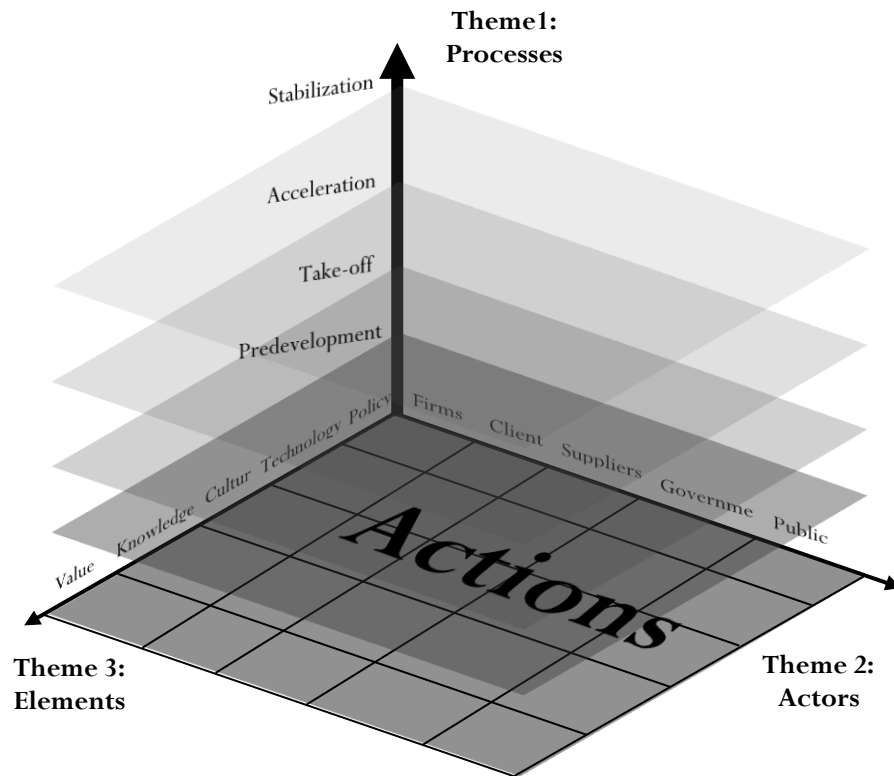 Theme1:
Processes
Stabilization
Acceleration
Take-off
Predevelopment
Policy
Technology
Cultur
Knowledge
Value
Firms
Client
Suppliers
Governme
Public
Actions
Theme 3:
Elements
Theme 2:
Actors